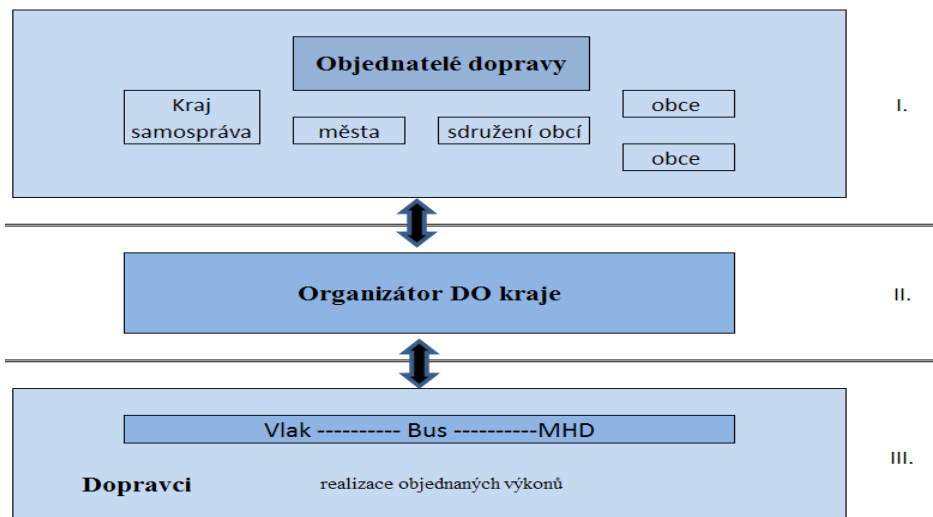 Objednatelé dopravy
Kraj
samospráva
města
sdružení obcí
obce
obce
I.
Organizátor DO kraje
II.
Vlak ---------- Bus ----------MHD
Dopravci
realizace objednaných výkonů
III.